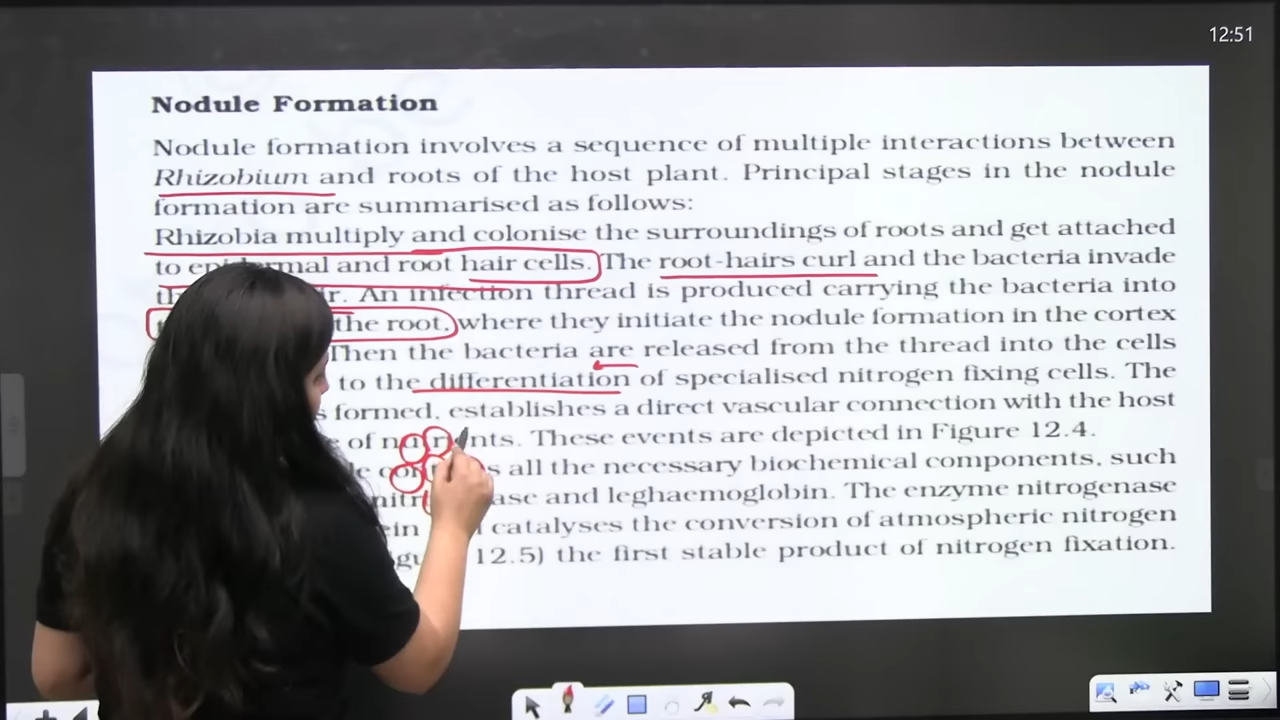 12:51
Nodule Formation
Nodule formation involves a sequence of multiple interactions between
Rhizobium and roots of the host plant. Principal stages in the nodule
formation are summarised as follows:
Rhizobia multiply and colonise the surroundings of roots and get attached
to epidermal and root hair cells. The root-hairs curl and the bacteria invade
An infection thread is produced carrying the bacteria into
the root, where they initiate the nodule formation in the cortex
Then the bacteria are released from the thread into the cells
to the differentiation of specialised nitrogen fixing cells. The
formed, establishes a direct vascular connection with the host
of nutrients. These events are depicted in Figure 12.4.
all the necessary biochemical components, such
and leghaemoglobin. The enzyme nitrogenase
catalyses the conversion of atmospheric nitrogen
12.5) the first stable product of nitrogen fixation.